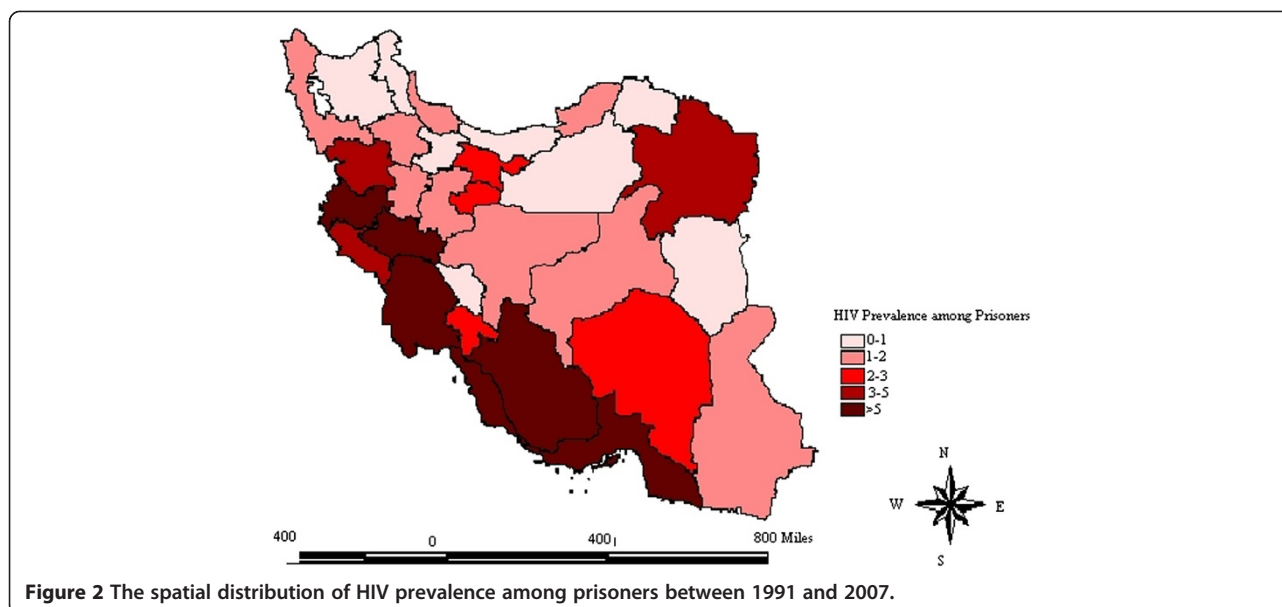 HIV Prevalence among Prisoners
0-1
1-2
2-3
3-5
>5
N
W E
S
400 0 400 800 Miles
Figure 2 The spatial distribution of HIV prevalence among prisoners between 1991 and 2007.